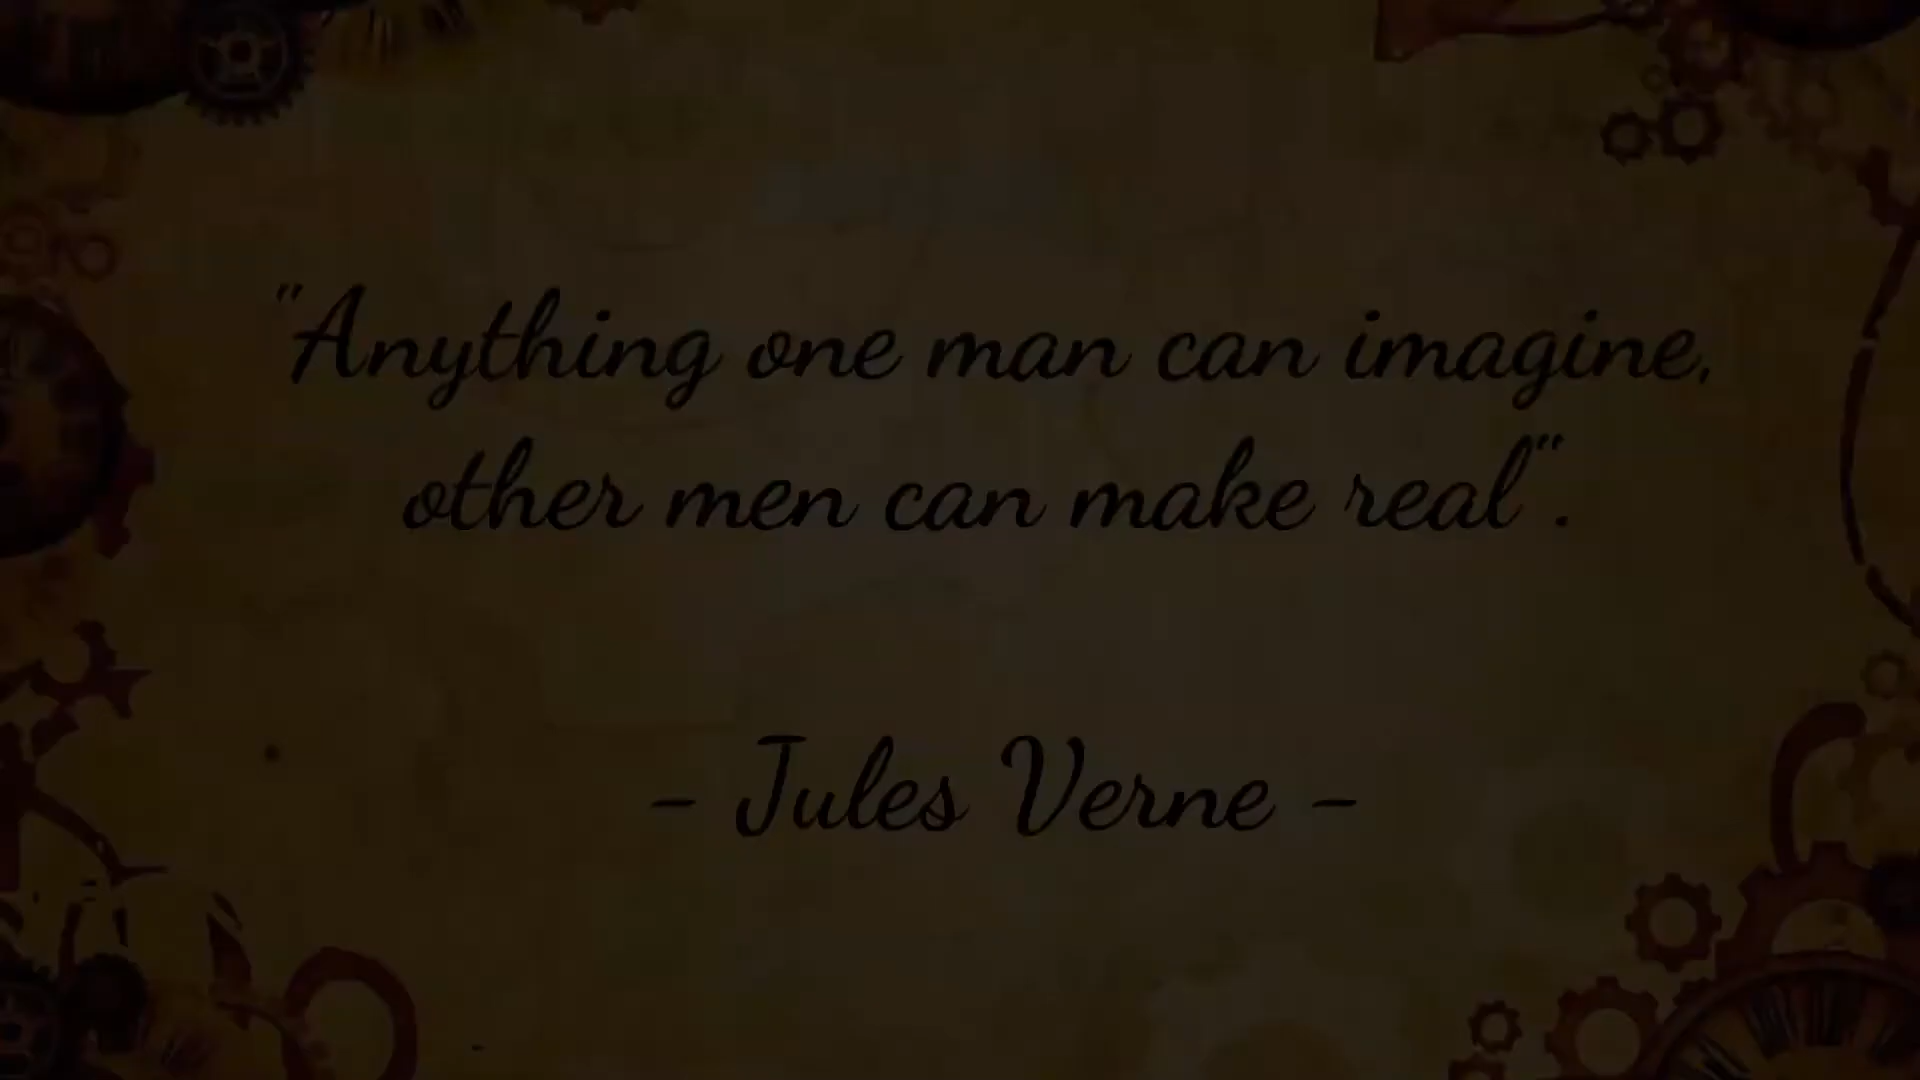 "Anything one man can imagine,
other men can make real".
- Jules Verne -